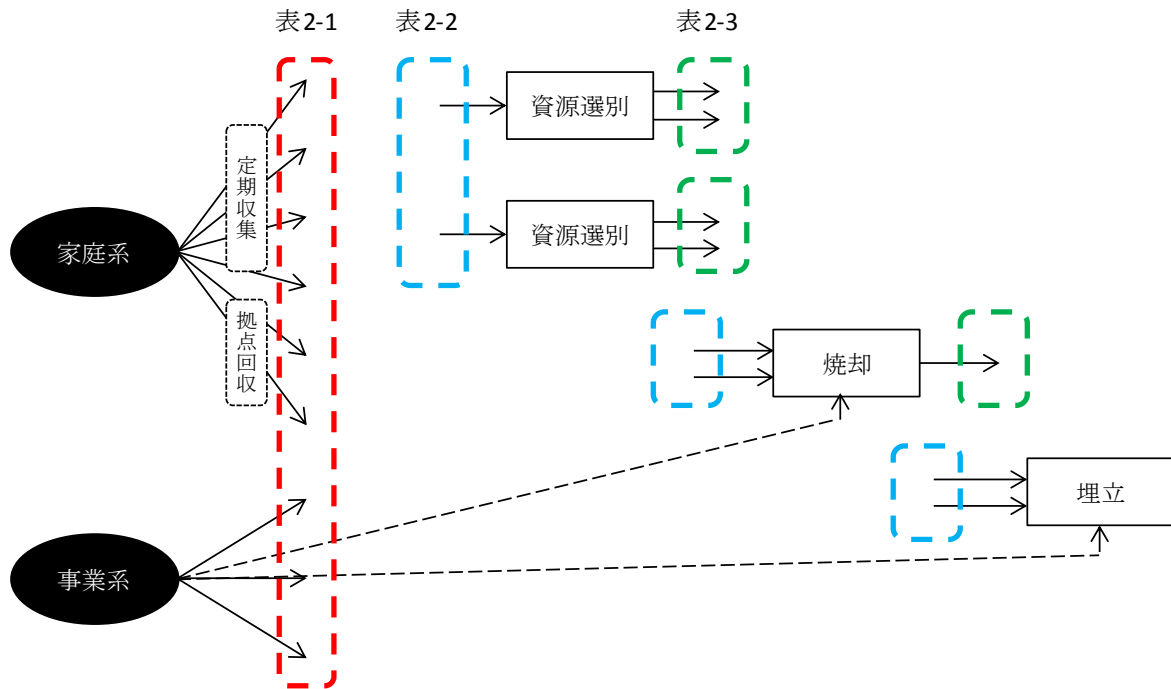 表2-1
表2-2
表2-3
資源選別
定期収集
資源選別
家庭系
拠点回収
焼却
埋立
事業系